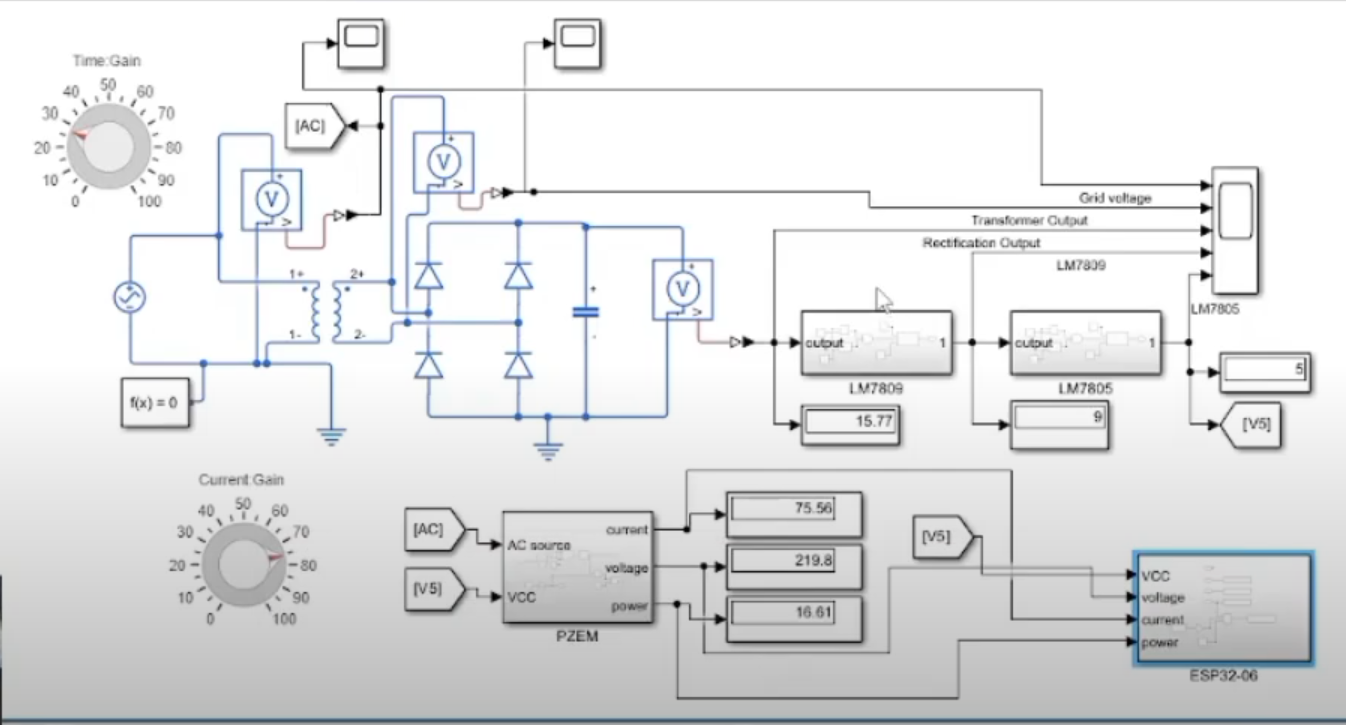 Time:Gain
0 10 20 30 40 50 60 70 80 90 100
[AC]
V
V
V
1+ 2+
1- 2-
f(x) = 0
Grid voltage
Transformer Output
Rectification Output
LM7809
LM7805
output 1
LM7809
15.77
output 1
LM7805
9
5
[V5]
Current:Gain
0 10 20 30 40 50 60 70 80 90 100
[AC]
[V5]
AC source
VCC
current
voltage
power
PZEM
75.56
219.8
16.61
[V5]
VCC
voltage
current
power
ESP32-06